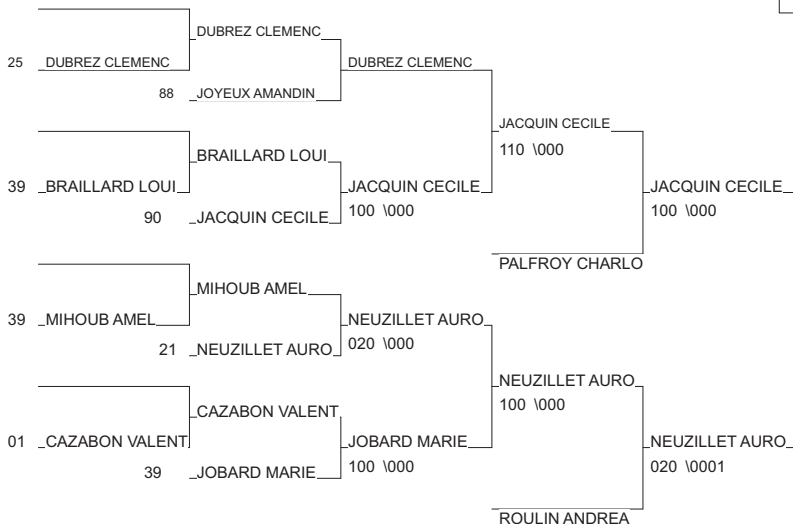 DUBREZ CLEMENC
25 DUBREZ CLEMENC DUBREZ CLEMENC
88 JOYEUX AMANDIN
JACQUIN CECILE
110 \000
BRAILLARD LOUI
39 BRAILLARD LOUI JACQUIN CECILE JACQUIN CECILE
100 \000 100 \000
90 JACQUIN CECILE
PALFROY CHARLO
MIHOUB AMEL
39 MIHOUB AMEL NEUZILLET AURO
020 \000
21 NEUZILLET AURO
NEUZILLET AURO
100 \000
CAZABON VALENT
01 CAZABON VALENT JOBARD MARIE NEUZILLET AURO
100 \000 020 \0001
39 JOBARD MARIE
ROULIN ANDREA